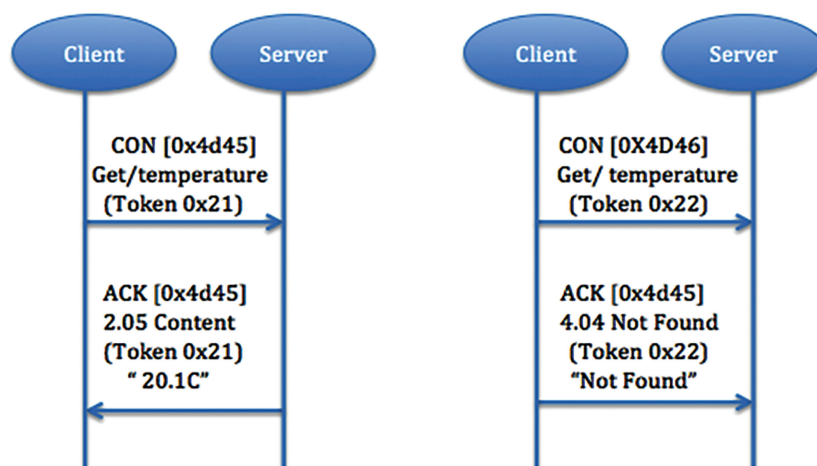 Client
Server
CON [0x4d45]
Get/temperature
(Token 0x21)
ACK [0x4d45]
2.05 Content
(Token 0x21)
“ 20.1C”
Client
Server
CON [0X4D46]
Get/ temperature
(Token 0x22)
ACK [0x4d45]
4.04 Not Found
(Token 0x22)
“Not Found”